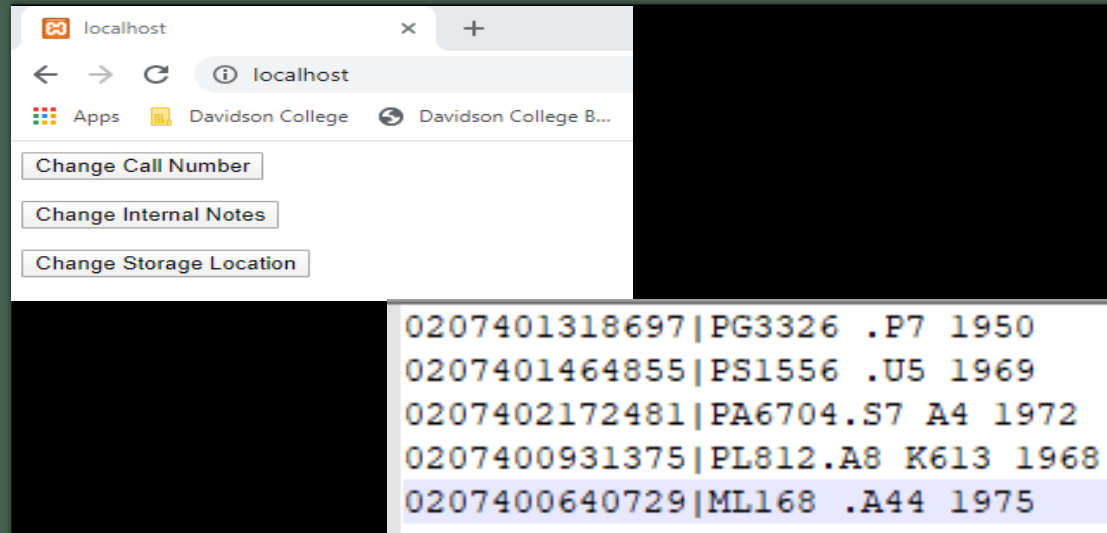 localhost
localhost
Apps Davidson College Davidson College B...
Change Call Number
Change Internal Notes
Change Storage Location
0207401318697|PG3326 .P7 1950
0207401464855|PS1556 .U5 1969
0207402172481|PA6704.S7 A4 1972
0207400931375|PL812.A8 K613 1968
0207400640729|ML168 .A44 1975